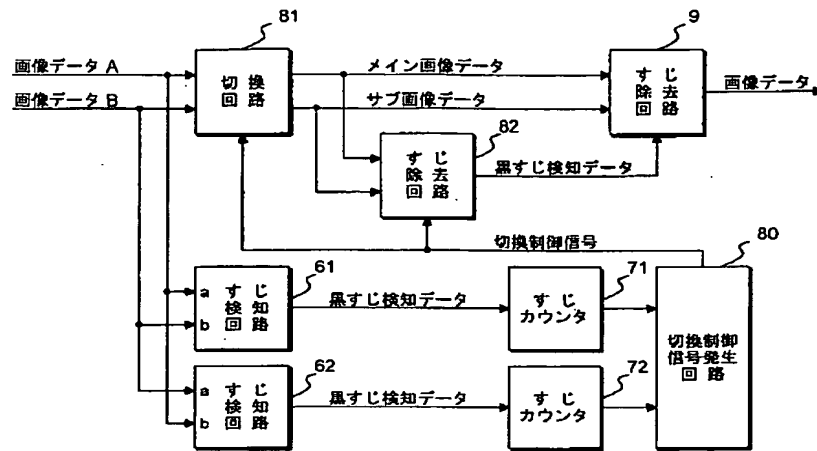 81
9
画像データ A
画像データ B
切換
回路
メイン画像データ
サブ画像データ
すじ
除去
回路
画像データ
82
すじ
除去
回路
黒すじ検知データ
切換制御信号
80
61
a すじ
検知
b 回路
黒すじ検知データ
71
すじ
カウンタ
切換制御
信号発生
回路
62
a すじ
検知
b 回路
黒すじ検知データ
72
すじ
カウンタ